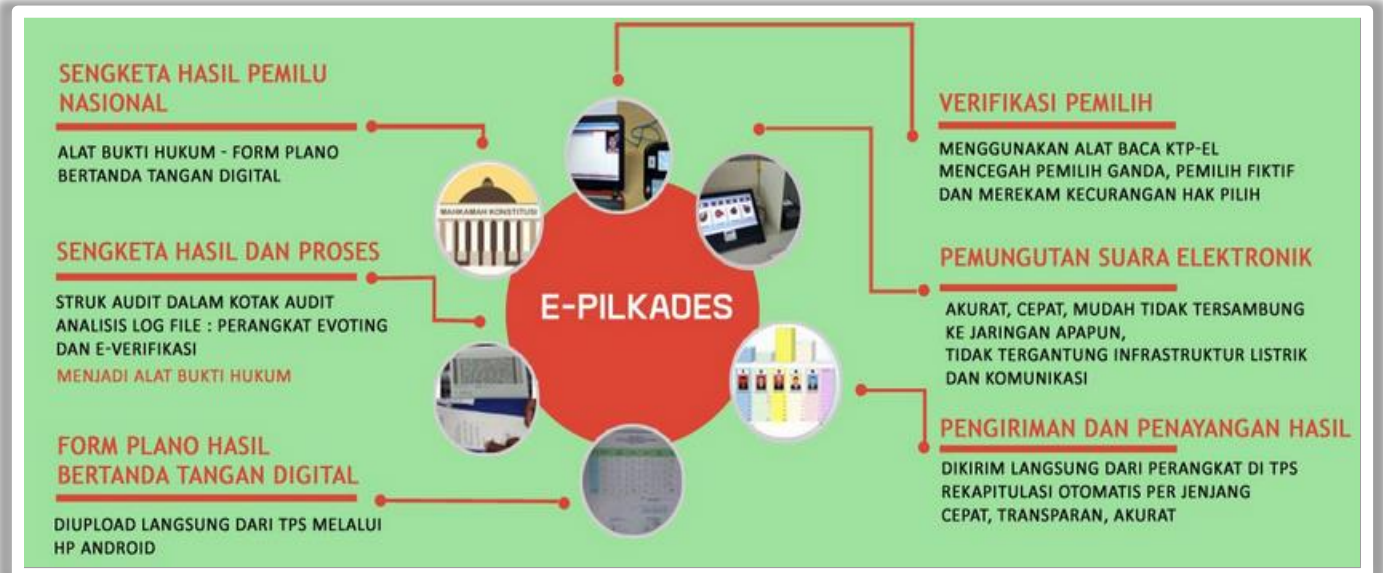 SENGKETA HASIL PEMILU
NASIONAL
ALAT BUKTI HUKUM - FORM PLANO
BERTANDA TANGAN DIGITAL
SENGKETA HASIL DAN PROSES
STRUK AUDIT DALAM KOTAK AUDIT
ANALISIS LOG FILE : PERANGKAT EVOTING
DAN E-VERIFIKASI
MENJADI ALAT BUKTI HUKUM
FORM PLANO HASIL
BERTANDA TANGAN DIGITAL
DIUPLOAD LANGSUNG DARI TPS MELALUI
HP ANDROID
MAHKAMAH KONSTITUSI
E-PILKADES
VERIFIKASI PEMILIH
MENGGUNAKAN ALAT BACA KTP-EL
MENCEGAH PEMILIH GANDA, PEMILIH FIKTIF
DAN MEREKAM KECURANGAN HAK PILIH
PEMUNGUTAN SUARA ELEKTRONIK
AKURAT, CEPAT, MUDAH TIDAK TERSAMBUNG
KE JARINGAN APAPUN,
TIDAK TERGANTUNG INFRASTRUKTUR LISTRIK
DAN KOMUNIKASI
PENGIRIMAN DAN PENAYANGAN HASIL
DIKIRIM LANGSUNG DARI PERANGKAT DI TPS
REKAPITULASI OTOMATIS PER JENJANG
CEPAT, TRANSPARAN, AKURAT